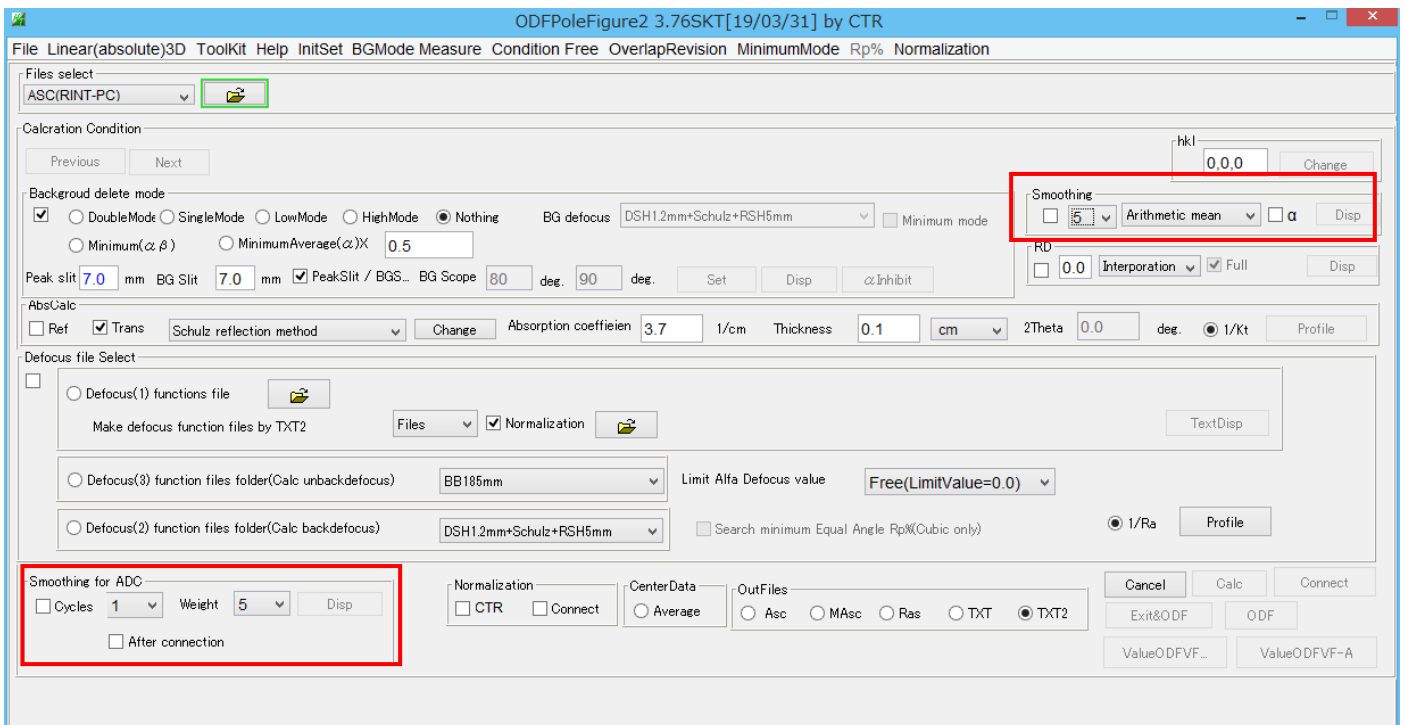 ODFPoleFigure2 3.76SKT[19/03/31] by CTR
File Linear(absolute)3D ToolKit Help InitSet BGMode Measure Condition Free OverlapRevision MinimumMode Rp% Normalization
Files select
ASC(RINT-PC)
Calcration Condition
Previous Next
hkl
0,0,0 Change
Backgroud delete mode
DoubleMode SingleMode LowMode HighMode Nothing BG defocus DSH1.2mm+Schulz+RSH5mm Minimum mode
Minimum(αβ) MinimumAverage(α)X 0.5
Peak slit 7.0 mm BG Slit 7.0 mm PeakSlit / BGS... BG Scope 80 deg. 90 deg. Set Disp αInhibit
Smoothing
5 Arithmetic mean α Disp
RD
0.0 Interporation Full Disp
AbsCalc
Ref Trans Schulz reflection method Change Absorption coeffieien 3.7 1/cm Thickness 0.1 cm 2Theta 0.0 deg. 1/Kt Profile
Defocus file Select
Defocus(1) functions file
Make defocus function files by TXT2 Files Normalization TextDisp
Defocus(3) function files folder(Calc unbackdefocus) BB185mm Limit Alfa Defocus value Free(LimitValue=0.0)
Defocus(2) function files folder(Calc backdefocus) DSH1.2mm+Schulz+RSH5mm Search minimum Equal Angle Rp%(Cubic only) 1/Ra Profile
Smoothing for ADC
Cycles 1 Weight 5 Disp
After connection
Normalization
CTR Connect
CenterData
Average
OutFiles
Asc MAsc Ras TXT TXT2
Cancel Calc Connect
Exit&ODF ODF
ValueODFVF... ValueODFVF-A